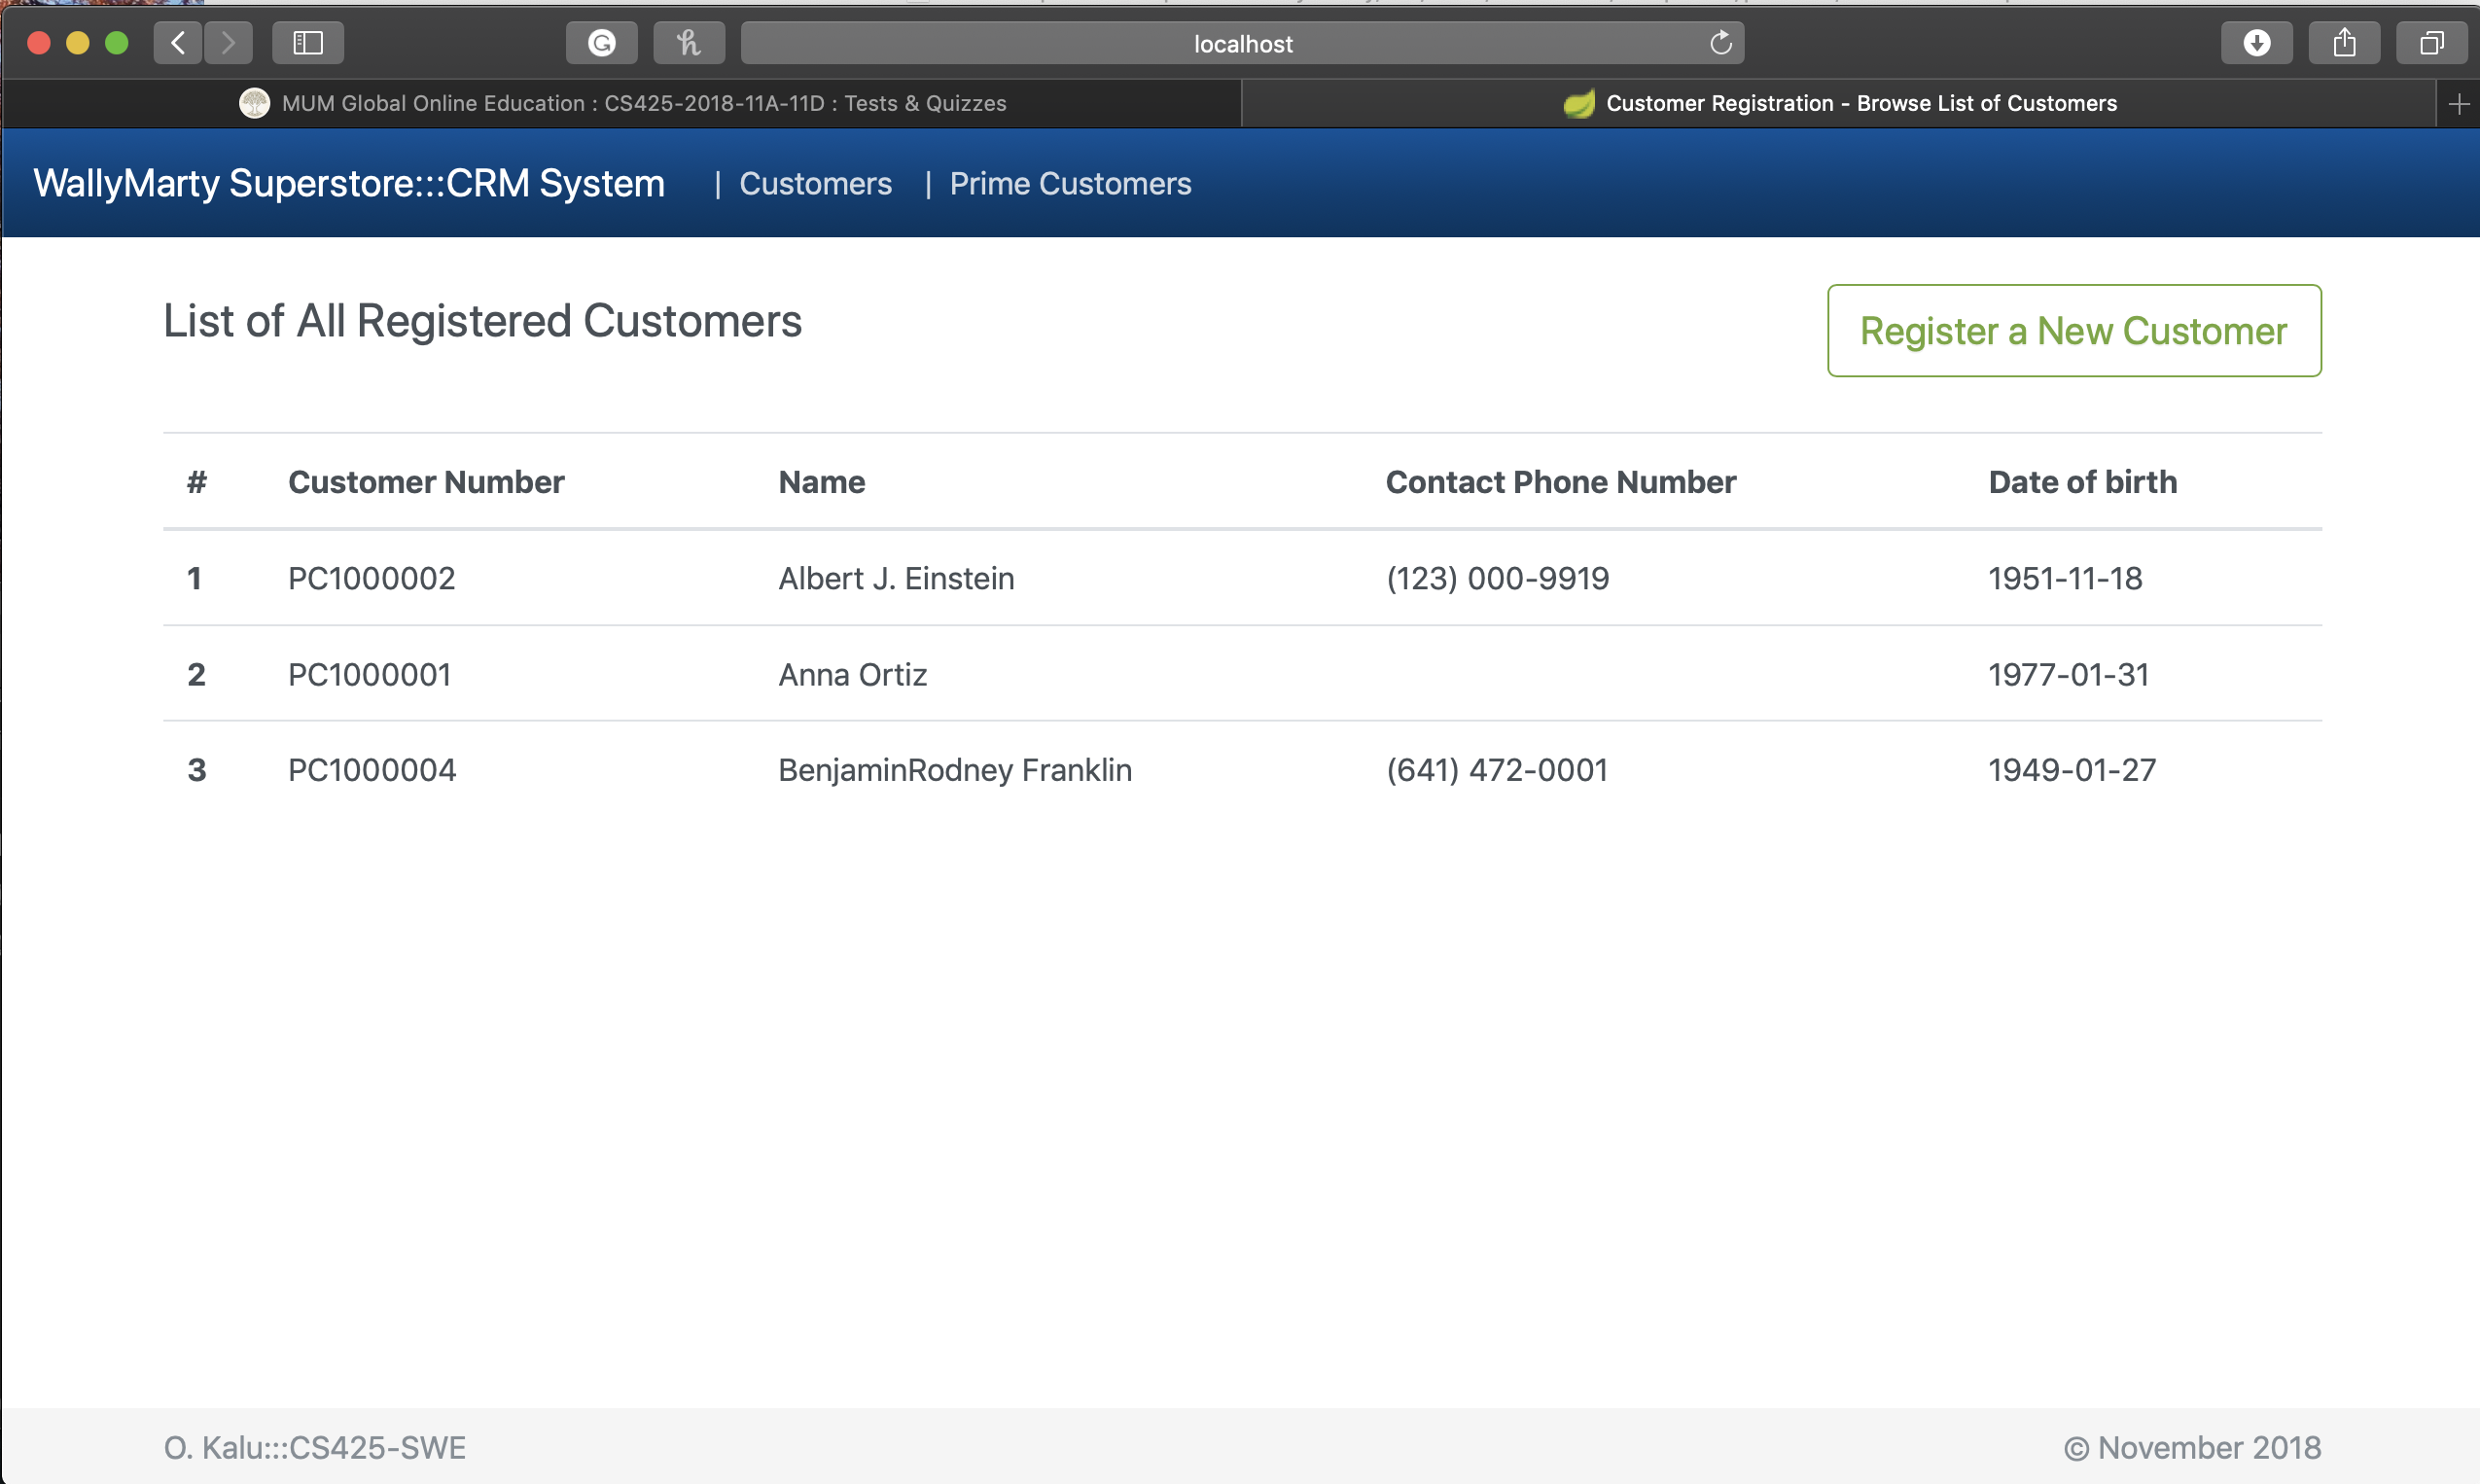 localhost
MUM Global Online Education : CS425-2018-11A-11D : Tests & Quizzes Customer Registration - Browse List of Customers
WallyMarty Superstore:::CRM System | Customers | Prime Customers
List of All Registered Customers Register a New Customer
# Customer Number Name Contact Phone Number Date of birth
1 PC1000002 Albert J. Einstein (123) 000-9919 1951-11-18
2 PC1000001 Anna Ortiz 1977-01-31
3 PC1000004 BenjaminRodney Franklin (641) 472-0001 1949-01-27
O. Kalu:::CS425-SWE © November 2018